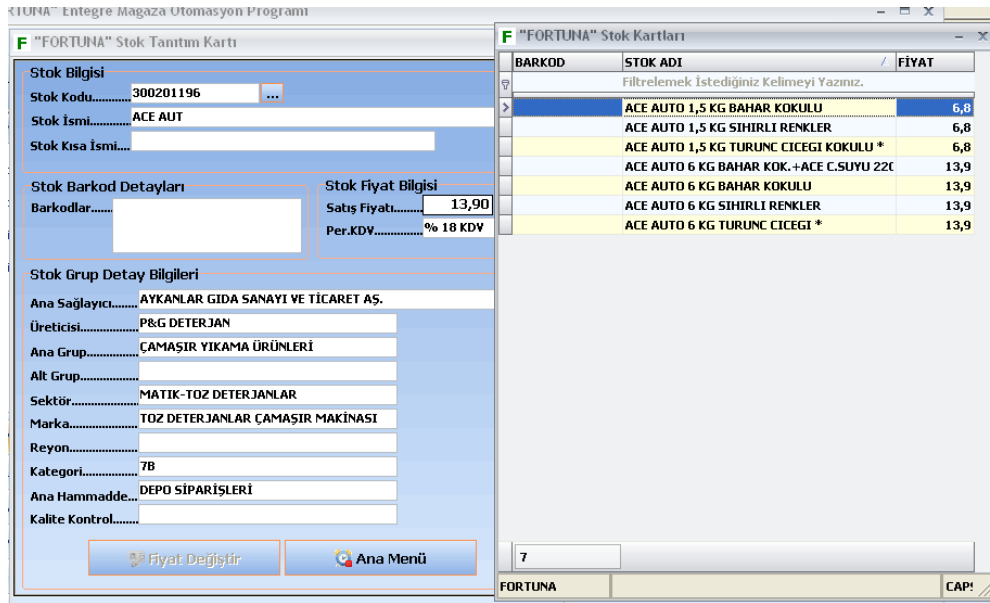 RTUNA" Entegre Mağaza Otomasyon Programı
F "FORTUNA" Stok Tanıtım Kartı
Stok Bilgisi
Stok Kodu........... 300201196 ...
Stok İsmi............ ACE AUT
Stok Kısa İsmi....
Stok Barkod Detayları
Barkodlar......
Stok Fiyat Bilgisi
Satış Fiyatı....... 13,90
Per.KDV............. % 18 KDV
Stok Grup Detay Bilgileri
Ana Sağlayıcı....... AYKANLAR GIDA SANAYI VE TİCARET AŞ.
Üreticisi............... P&G DETERJAN
Ana Grup............ ÇAMAŞIR YIKAMA ÜRÜNLERİ
Alt Grup..............
Sektör................ MATIK-TOZ DETERJANLAR
Marka................. TOZ DETERJANLAR ÇAMAŞIR MAKİNASI
Reyon.................
Kategori.............. 7B
Ana Hammadde... DEPO SİPARİŞLERİ
Kalite Kontrol.......
Fiyat Değiştir
Ana Menü
F "FORTUNA" Stok Kartları
BARKOD STOK ADI FİYAT
Filtrelemek İstediğiniz Kelimeyi Yazınız.
ACE AUTO 1,5 KG BAHAR KOKULU 6,8
ACE AUTO 1,5 KG SIHIRLI RENKLER 6,8
ACE AUTO 1,5 KG TURUNC CICEGI KOKULU * 6,8
ACE AUTO 6 KG BAHAR KOK.+ACE C.SUYU 220 13,9
ACE AUTO 6 KG BAHAR KOKULU 13,9
ACE AUTO 6 KG SIHIRLI RENKLER 13,9
ACE AUTO 6 KG TURUNC CICEGI * 13,9
7
FORTUNA CAPS